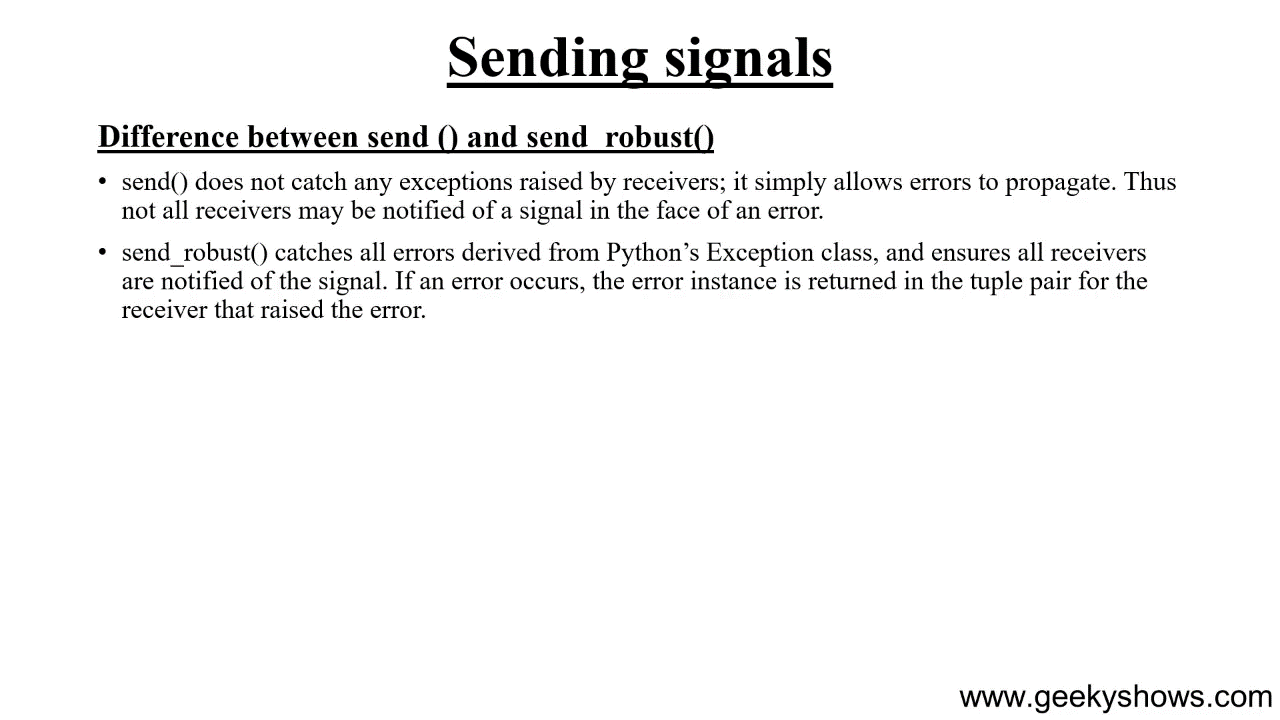 Sending signals
Difference between send () and send_robust()
• send() does not catch any exceptions raised by receivers; it simply allows errors to propagate. Thus
not all receivers may be notified of a signal in the face of an error.
• send_robust() catches all errors derived from Python’s Exception class, and ensures all receivers
are notified of the signal. If an error occurs, the error instance is returned in the tuple pair for the
receiver that raised the error.
www.geekyshows.com